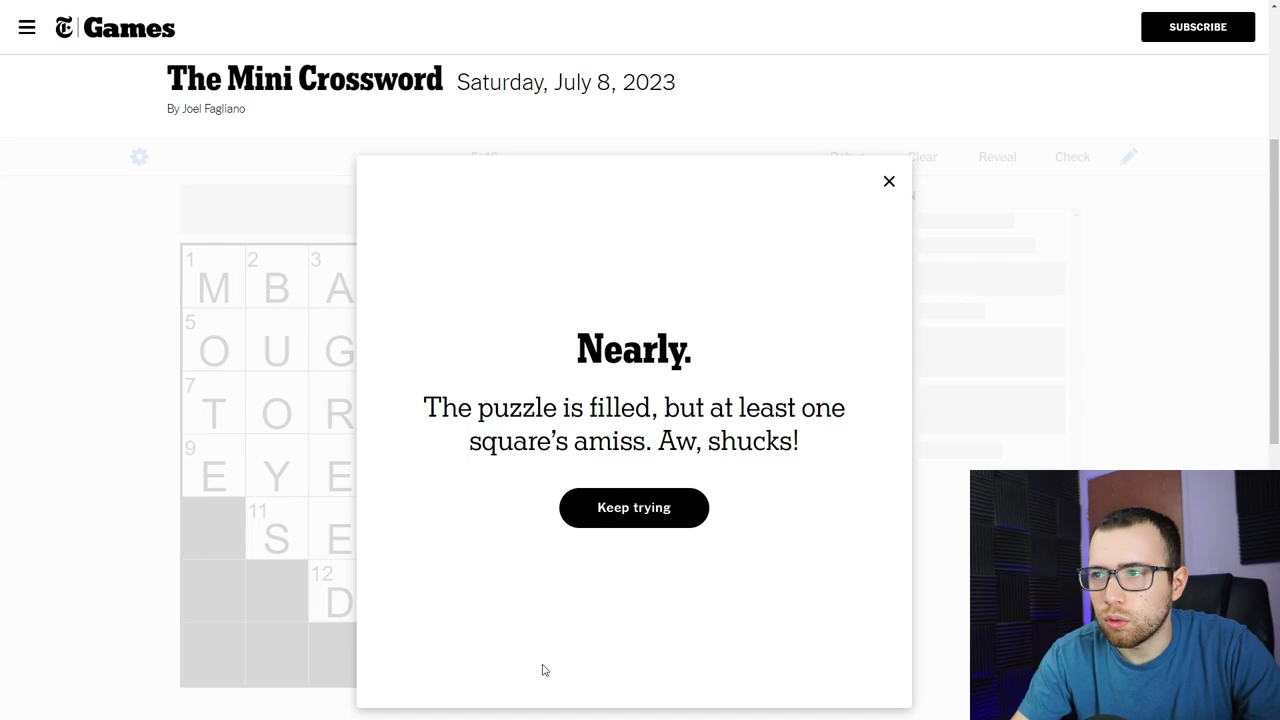 Games
SUBSCRIBE
The Mini Crossword Saturday, July 8, 2023
By Joel Fagliano
Clear Reveal Check
Nearly.
The puzzle is filled, but at least one
square's amiss. Aw, shucks!
Keep trying
1 2 3
M B A
5
O U G
7
T O R
9
E Y E
11
S E
12
D